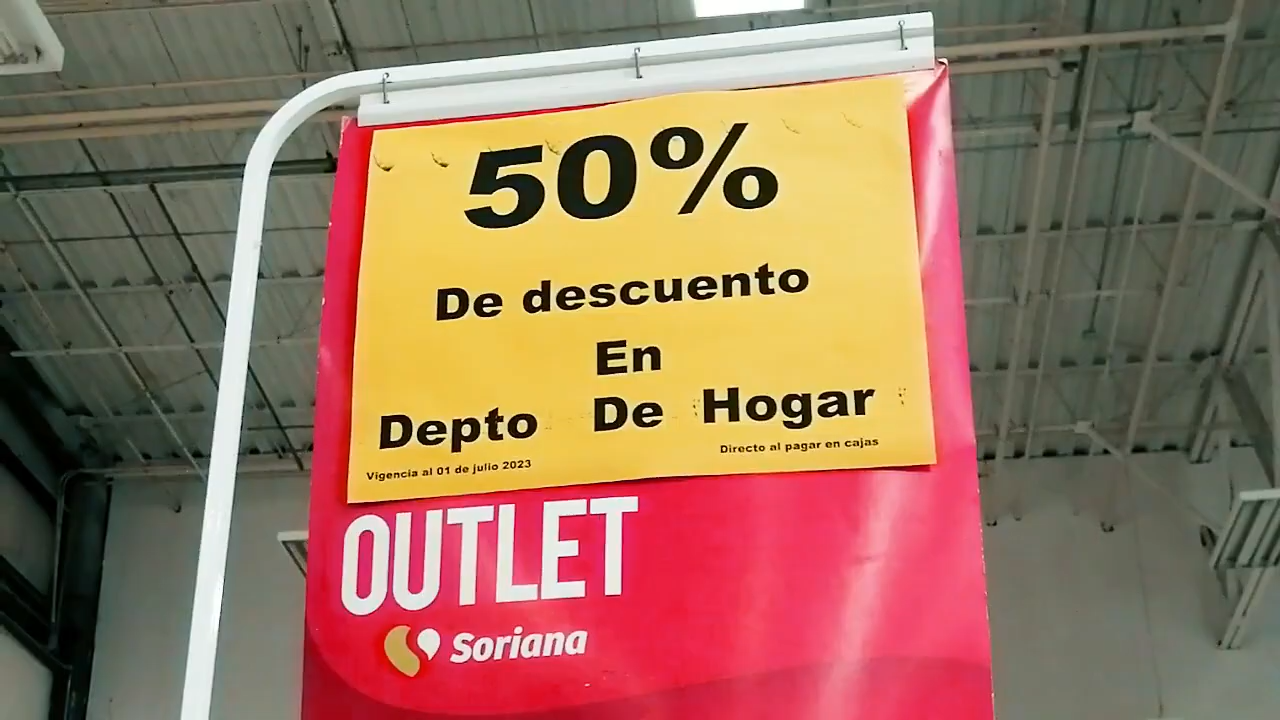 50%
De descuento
En
Depto De Hogar
Vigencia al 01 de julio 2023
Directo al pagar en cajas
OUTLET
Soriana